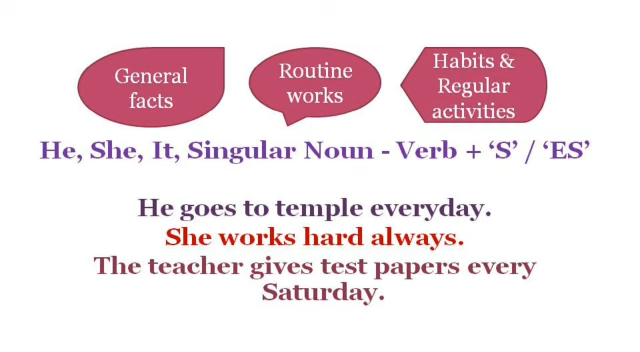 General
facts
Routine
works
Habits &
Regular
activities
He, She, It, Singular Noun - Verb + ‘S’ / ‘ES’
He goes to temple everyday.
She works hard always.
The teacher gives test papers every
Saturday.